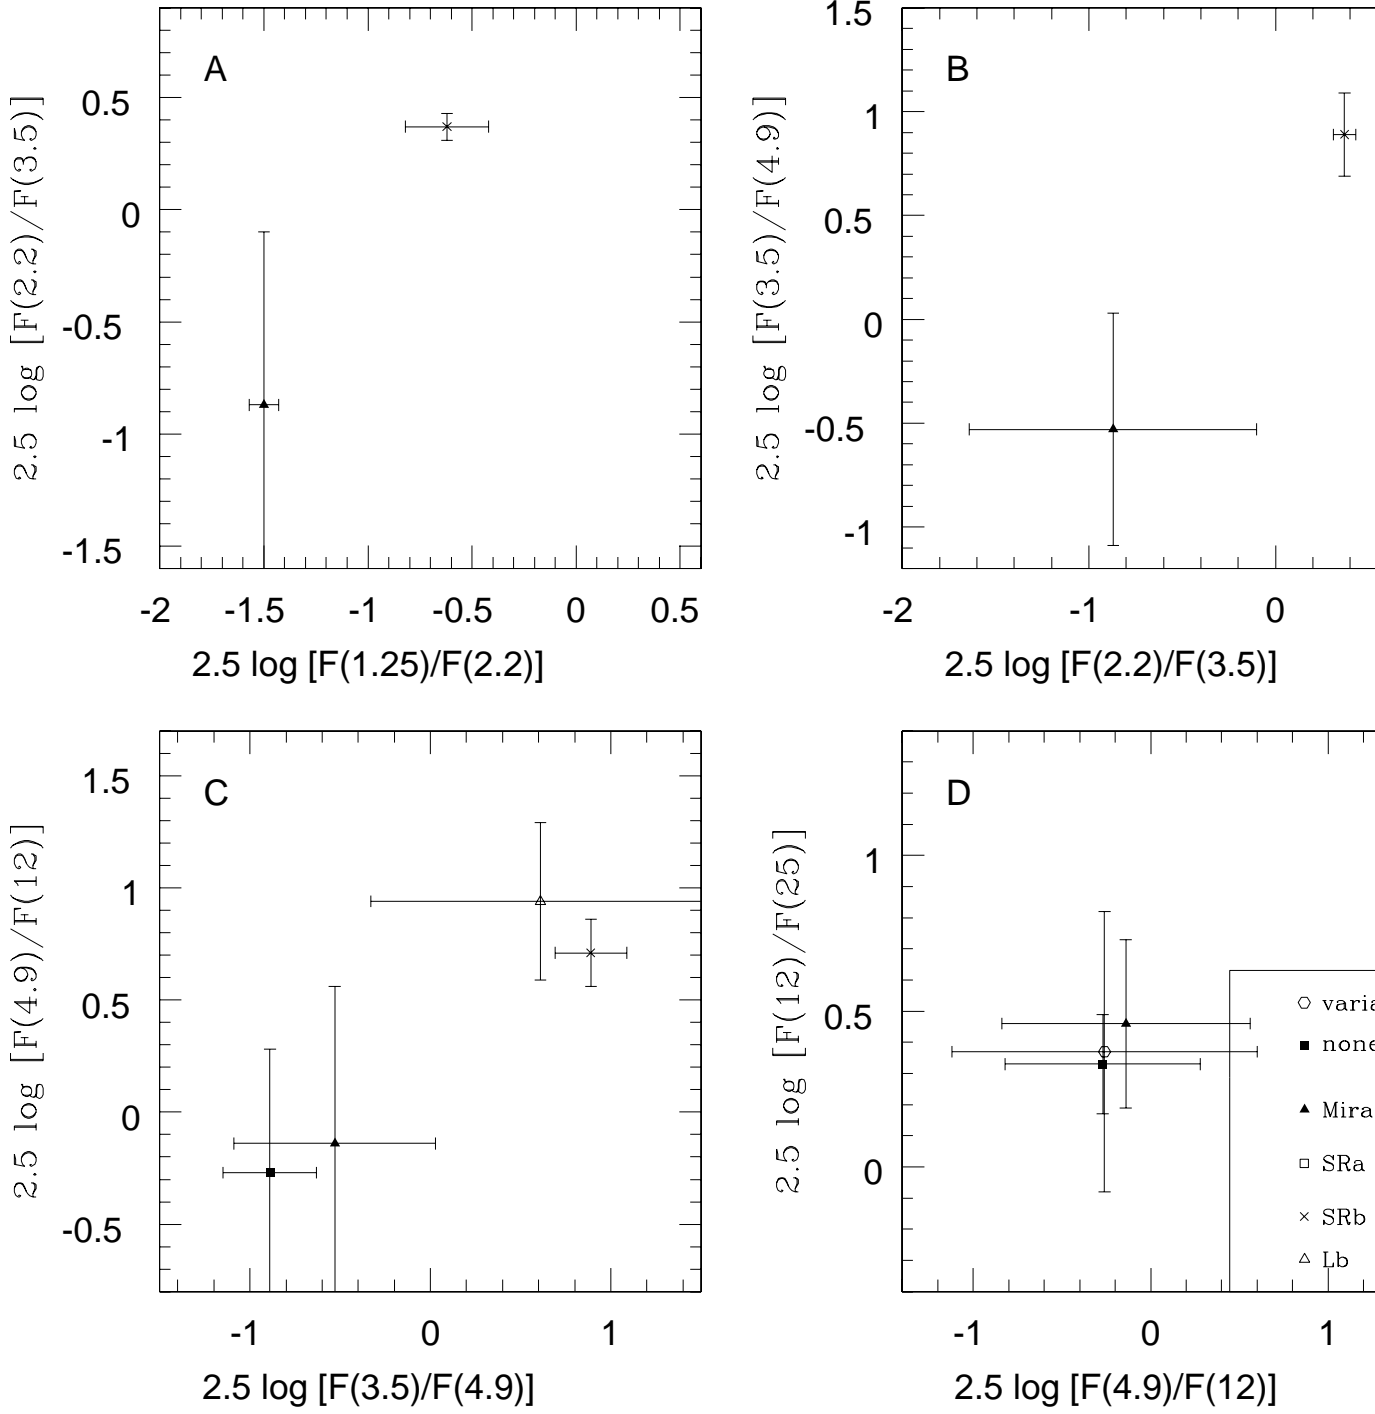 A
2.5 log [F(2.2)/F(3.5)]
0.5
0
-0.5
-1
-1.5
-2 -1.5 -1 -0.5 0 0.5
2.5 log [F(1.25)/F(2.2)]
B
2.5 log [F(3.5)/F(4.9)]
1.5
1
0.5
0
-0.5
-1
-2 -1 0
2.5 log [F(2.2)/F(3.5)]
C
2.5 log [F(4.9)/F(12)]
1.5
1
0.5
0
-0.5
-1 0 1
2.5 log [F(3.5)/F(4.9)]
D
2.5 log [F(12)/F(25)]
1
0.5
0
-1 0 1
2.5 log [F(4.9)/F(12)]
varia
none
Mira
SRa
SRb
Lb